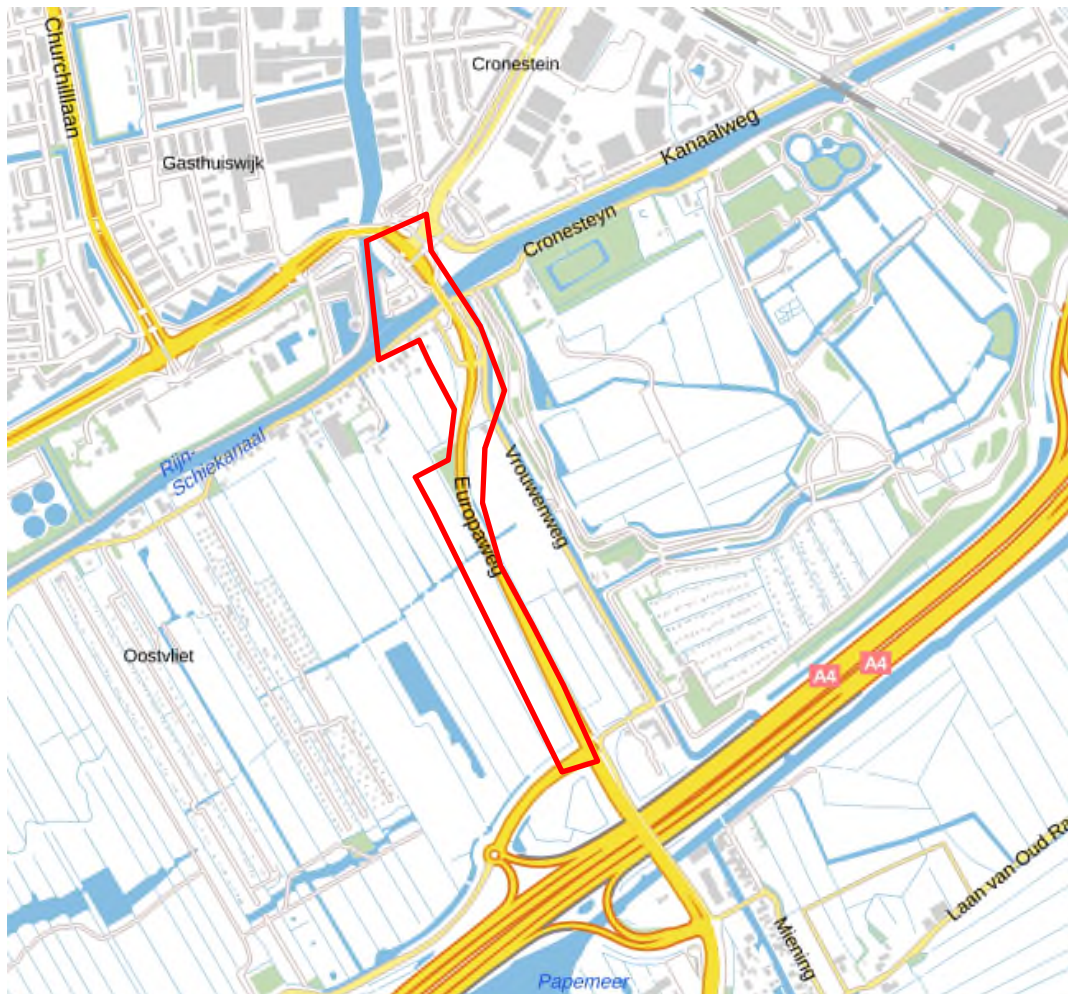 Churchilllaan
Cronestein
Gasthuiswijk
Kanaalweg
Cronesteyn
Rijn-
Schiekanaal
Vrouwenweg
Europaweg
Oostvliet
A4
A4
Laan van Oud Ra
Miening
Papemeer